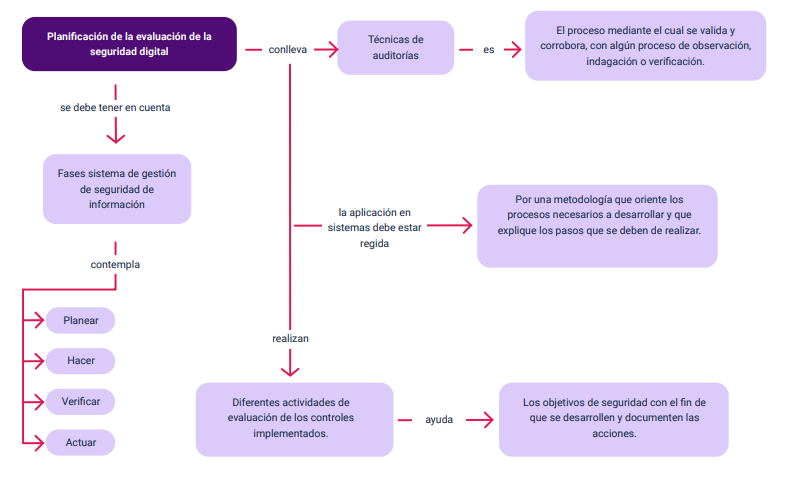 Planificación de la evaluación de la
seguridad digital
conlleva
Técnicas de
auditorías
es
El proceso mediante el cual se valida y
corrobora, con algún proceso de observación,
indagación o verificación.
se debe tener en cuenta
Fases sistema de gestión
de seguridad de
información
la aplicación en
sistemas debe estar
regida
Por una metodología que oriente los
procesos necesarios a desarrollar y que
explique los pasos que se deben de realizar.
contempla
Planear
Hacer
Verificar
Actuar
realizan
Diferentes actividades de
evaluación de los controles
implementados.
ayuda
Los objetivos de seguridad con el fin de
que se desarrollen y documenten las
acciones.